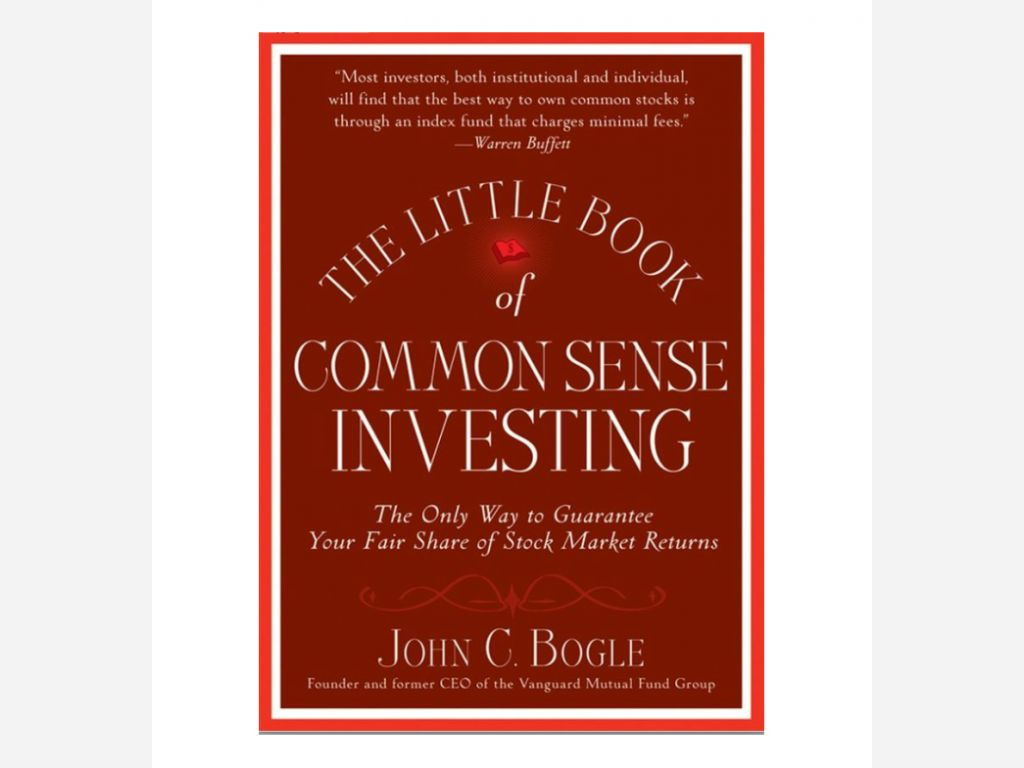 “Most investors, both institutional and individual,
will find that the best way to own common stocks is
through an index fund that charges minimal fees.”
—Warren Buffett
THE LITTLE BOOK
$
of
COMMON SENSE
INVESTING
The Only Way to Guarantee
Your Fair Share of Stock Market Returns
JOHN C. BOGLE
Founder and former CEO of the Vanguard Mutual Fund Group